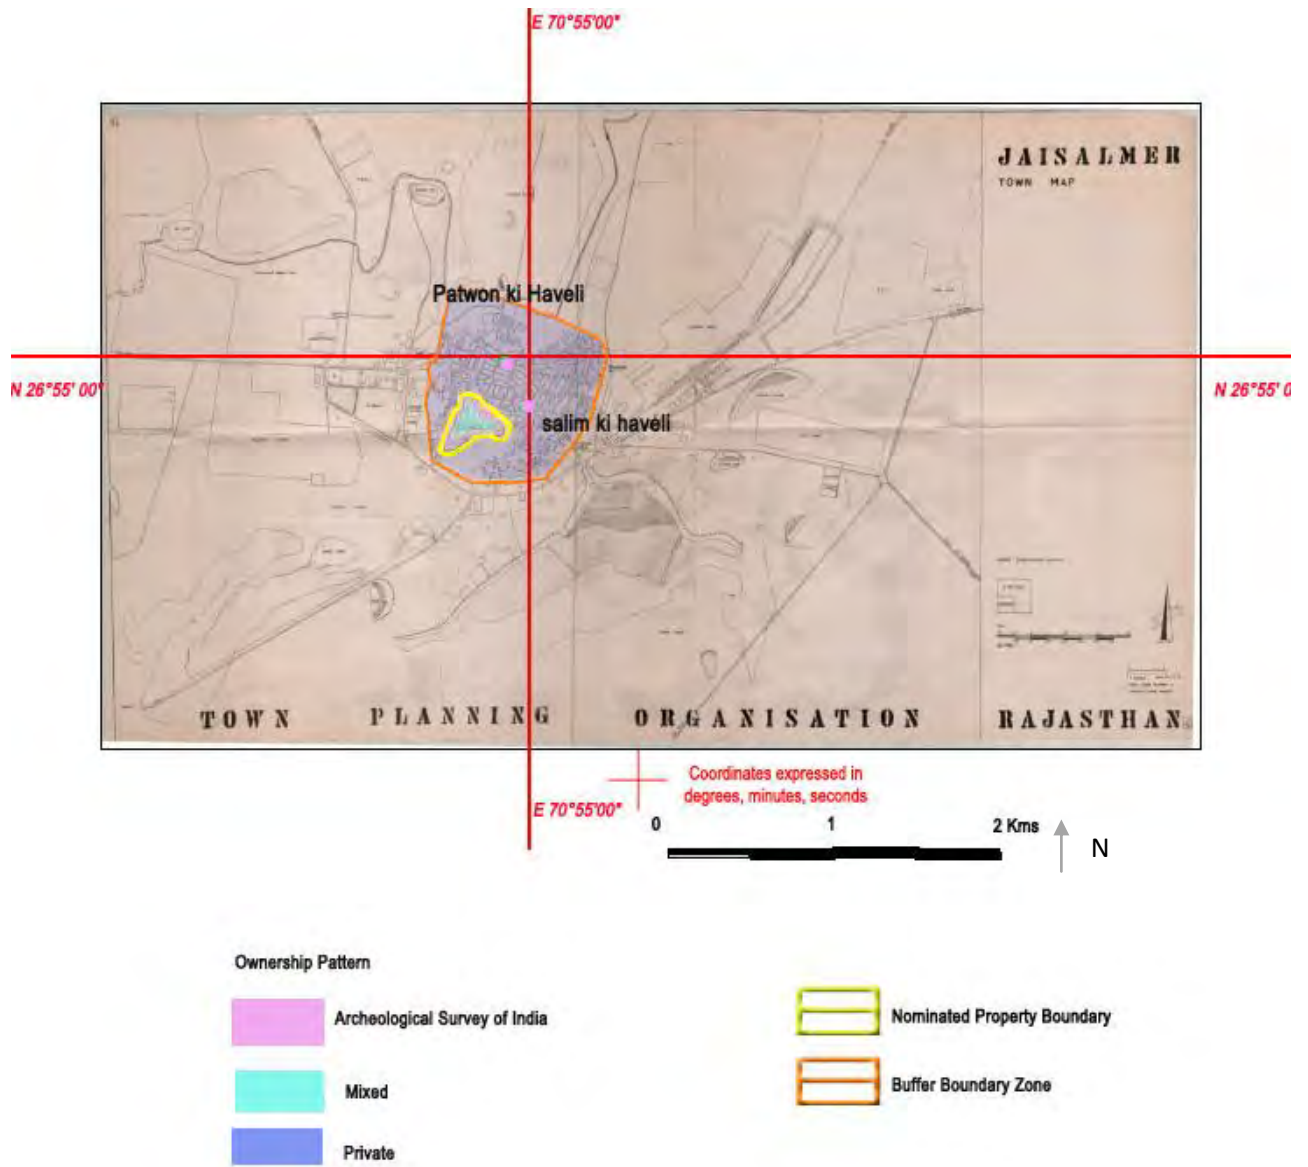 E 70°55'00"
JAISALMER
TOWN MAP
Patwon ki Haveli
N 26°55' 00"
N 26°55' 0
salim ki haveli
TOWN PLANNING ORGANISATION RAJASTHAN
E 70°55'00"
Coordinates expressed in
degrees, minutes, seconds
0 1 2 Kms
N
Ownership Pattern
Archeological Survey of India
Mixed
Private
Nominated Property Boundary
Buffer Boundary Zone